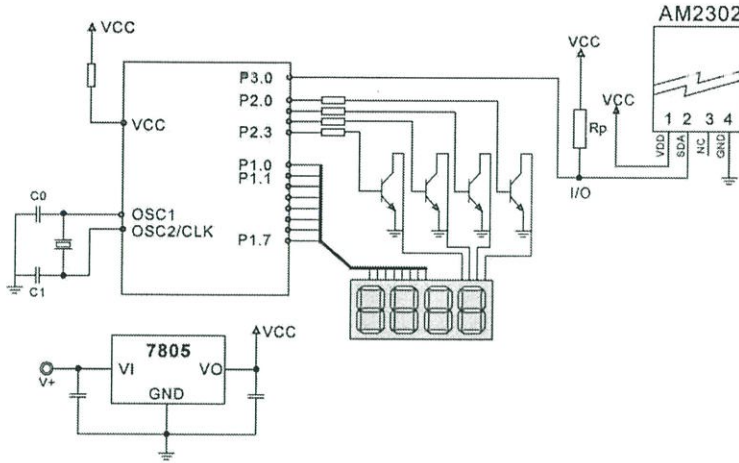 AM2302
VCC
VCC
VCC
P3.0
P2.0
P2.3
P1.0
P1.1
P1.7
VCC
OSC1
OSC2/CLK
C0
C1
Rp
I/O
1 2 3 4
VDD
SDA
NC
GND
7805
VI
VO
GND
V+
VCC
8888